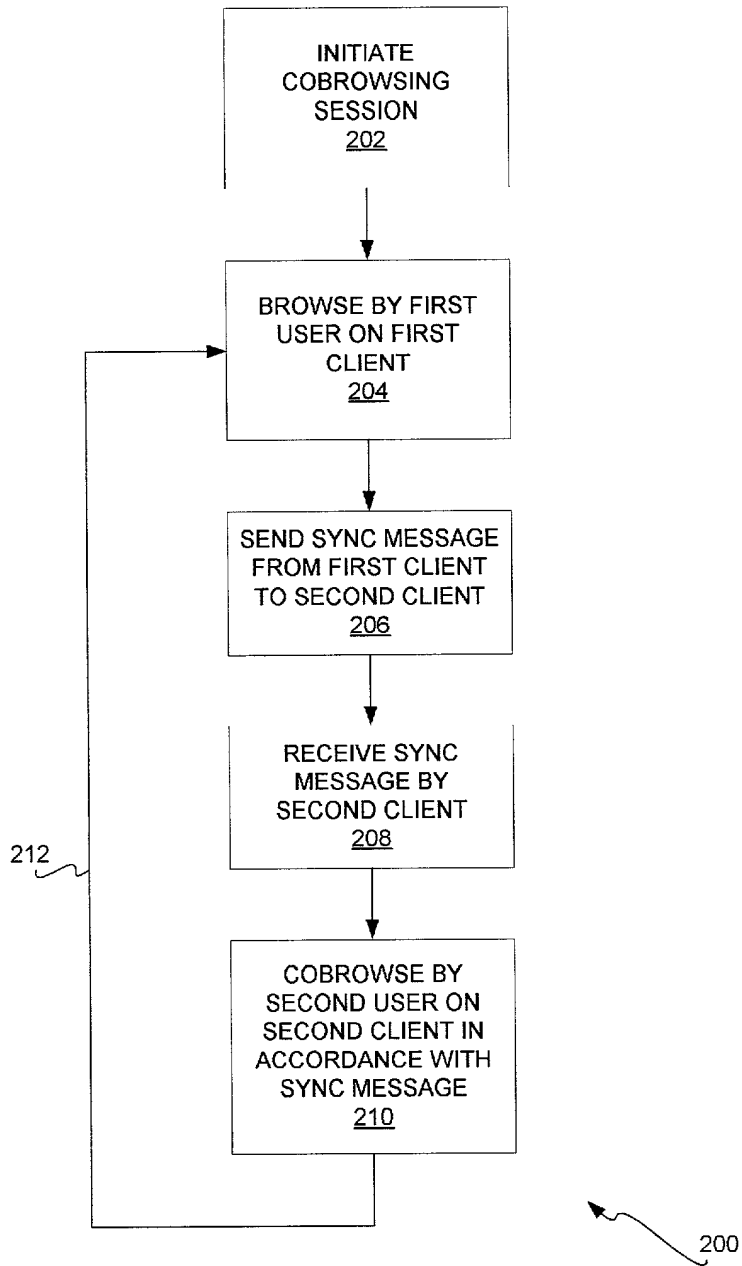 INITIATE
COBROWSING
SESSION
202
BROWSE BY FIRST
USER ON FIRST
CLIENT
204
SEND SYNC MESSAGE
FROM FIRST CLIENT
TO SECOND CLIENT
206
RECEIVE SYNC
MESSAGE BY
SECOND CLIENT
208
212
COBROWSE BY
SECOND USER ON
SECOND CLIENT IN
ACCORDANCE WITH
SYNC MESSAGE
210
200